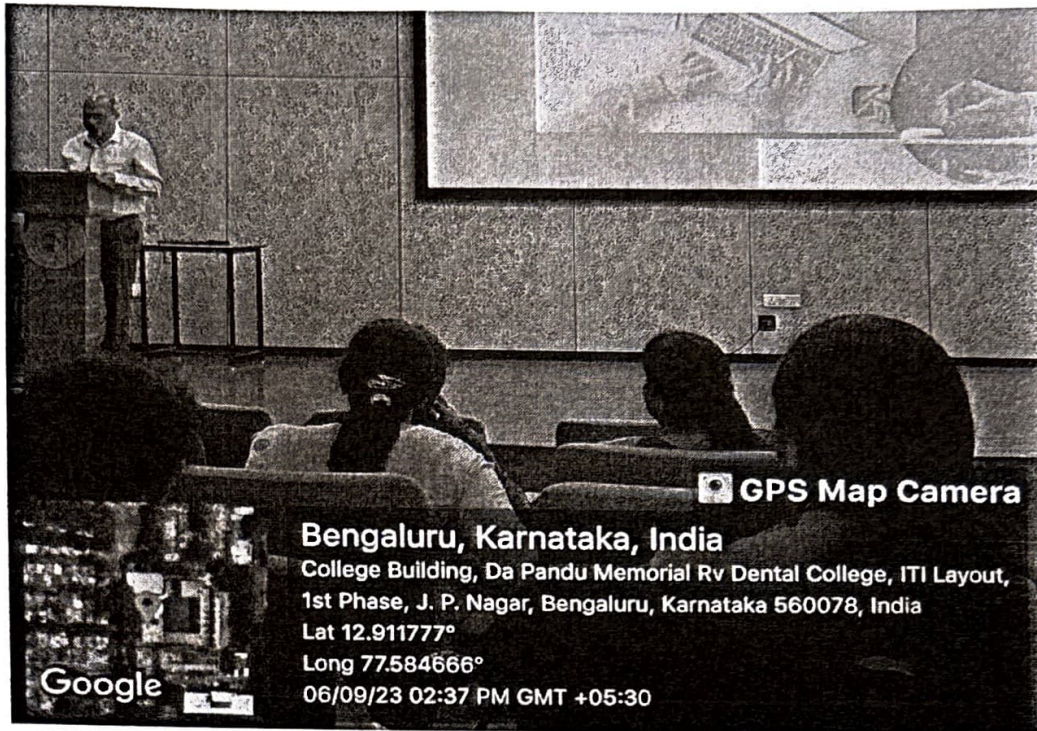 GPS Map Camera
Bengaluru, Karnataka, India
College Building, Da Pandu Memorial Rv Dental College, ITI Layout,
1st Phase, J. P. Nagar, Bengaluru, Karnataka 560078, India
Lat 12.911777°
Long 77.584666°
06/09/23 02:37 PM GMT +05:30
Google